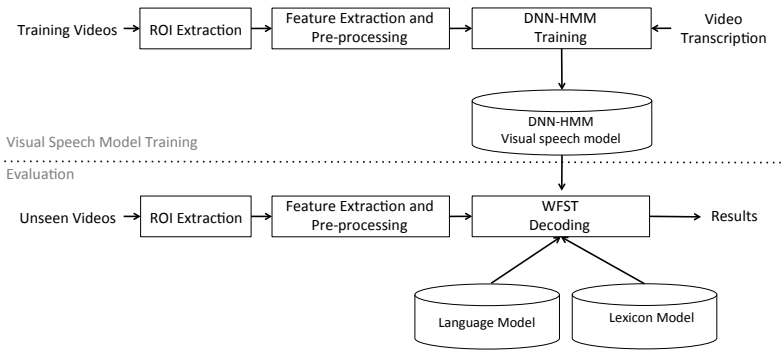 Training Videos
ROI Extraction
Feature Extraction and
Pre-processing
DNN-HMM
Training
Video
Transcription
DNN-HMM
Visual speech model
Visual Speech Model Training
Evaluation
Unseen Videos
ROI Extraction
Feature Extraction and
Pre-processing
WFST
Decoding
Results
Language Model
Lexicon Model